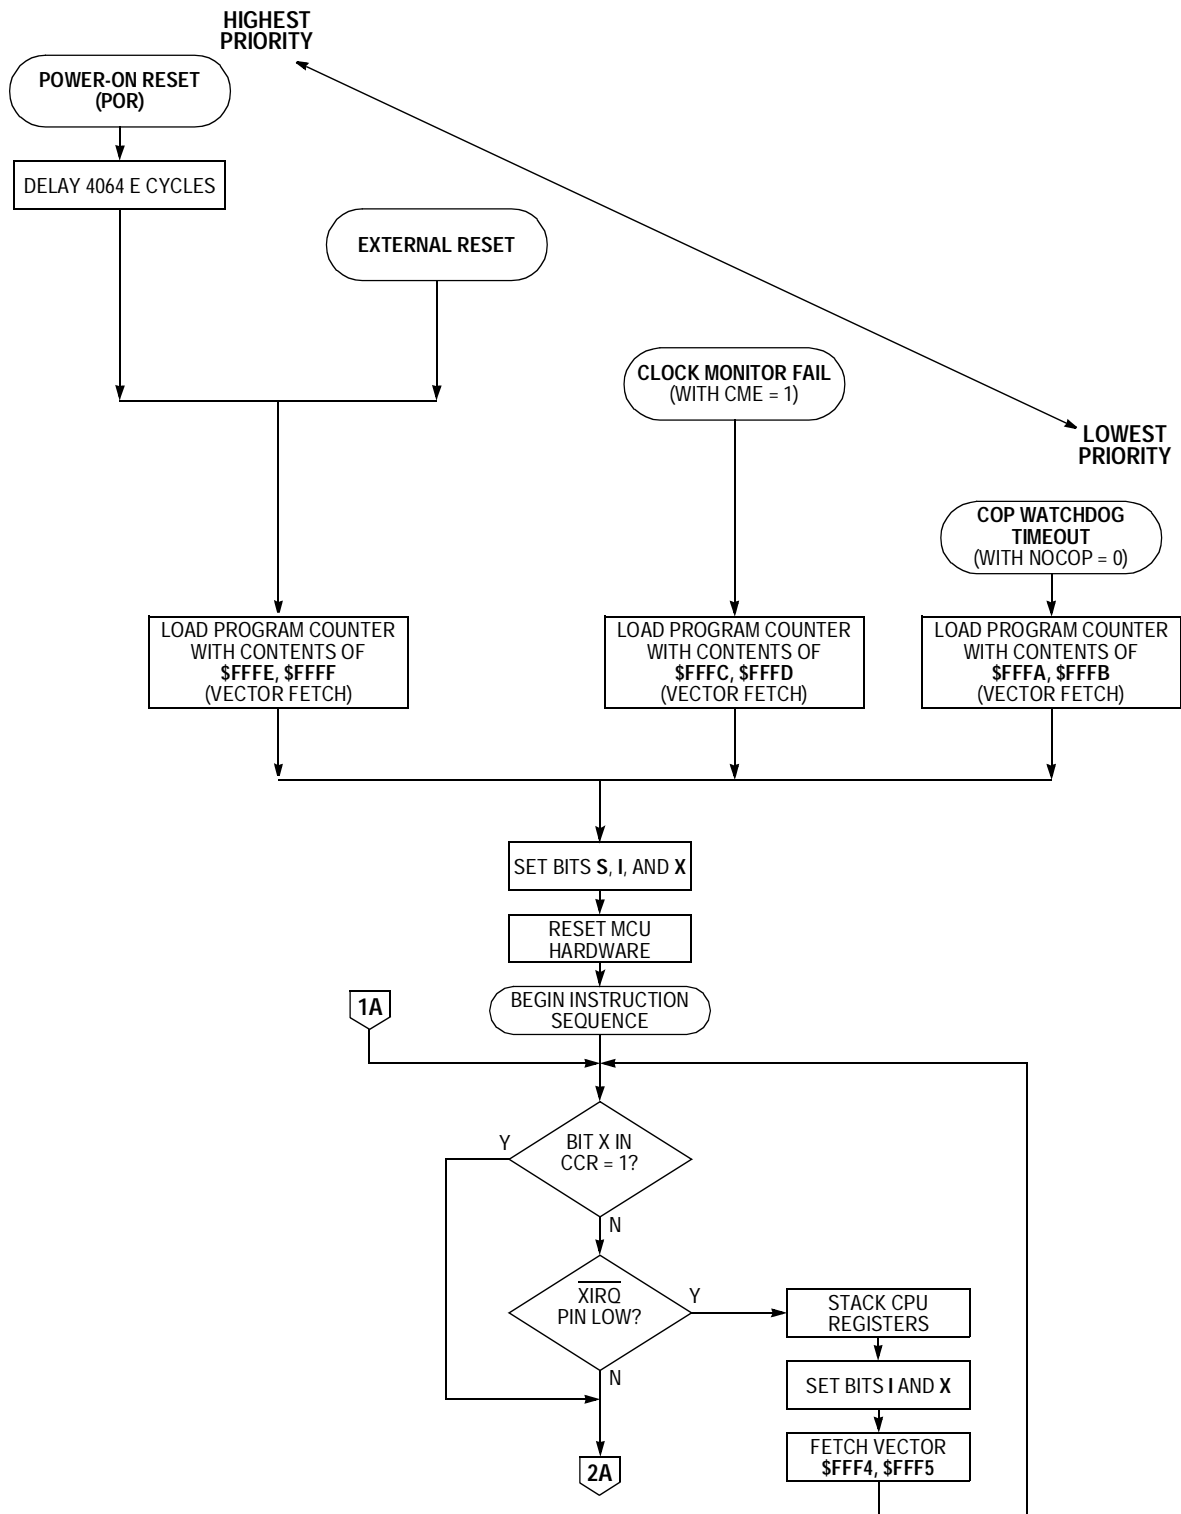 HIGHEST
PRIORITY
POWER-ON RESET
(POR)
DELAY 4064 E CYCLES
EXTERNAL RESET
CLOCK MONITOR FAIL
(WITH CME = 1)
LOWEST
PRIORITY
COP WATCHDOG
TIMEOUT
(WITH NOCOP = 0)
LOAD PROGRAM COUNTER
WITH CONTENTS OF
$FFFE, $FFFF
(VECTOR FETCH)
LOAD PROGRAM COUNTER
WITH CONTENTS OF
$FFFC, $FFFD
(VECTOR FETCH)
LOAD PROGRAM COUNTER
WITH CONTENTS OF
$FFFA, $FFFB
(VECTOR FETCH)
SET BITS S, I, AND X
RESET MCU
HARDWARE
BEGIN INSTRUCTION
SEQUENCE
1A
BIT X IN
CCR = 1?
Y
N
XIRQ
PIN LOW?
Y
N
STACK CPU
REGISTERS
SET BITS I AND X
FETCH VECTOR
$FFF4, $FFF5
2A